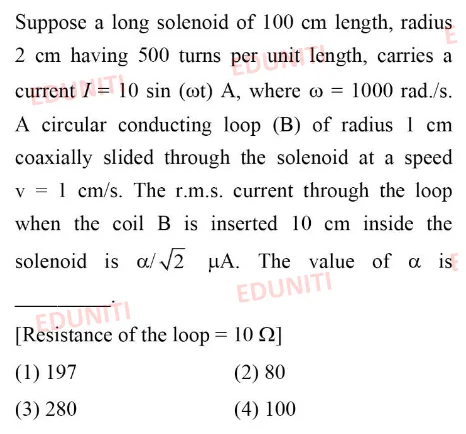 Suppose a long solenoid of 100 cm length, radius
2 cm having 500 turns per unit length, carries a
current I = 10 sin (ωt) A, where ω = 1000 rad./s.
A circular conducting loop (B) of radius 1 cm
coaxially slided through the solenoid at a speed
v = 1 cm/s. The r.m.s. current through the loop
when the coil B is inserted 10 cm inside the
solenoid is α/√2 μA. The value of α is
________.
[Resistance of the loop = 10 Ω]
(1) 197 (2) 80
(3) 280 (4) 100
EDUNITI
EDUNITI
EDUNITI
EDUNITI
E
E